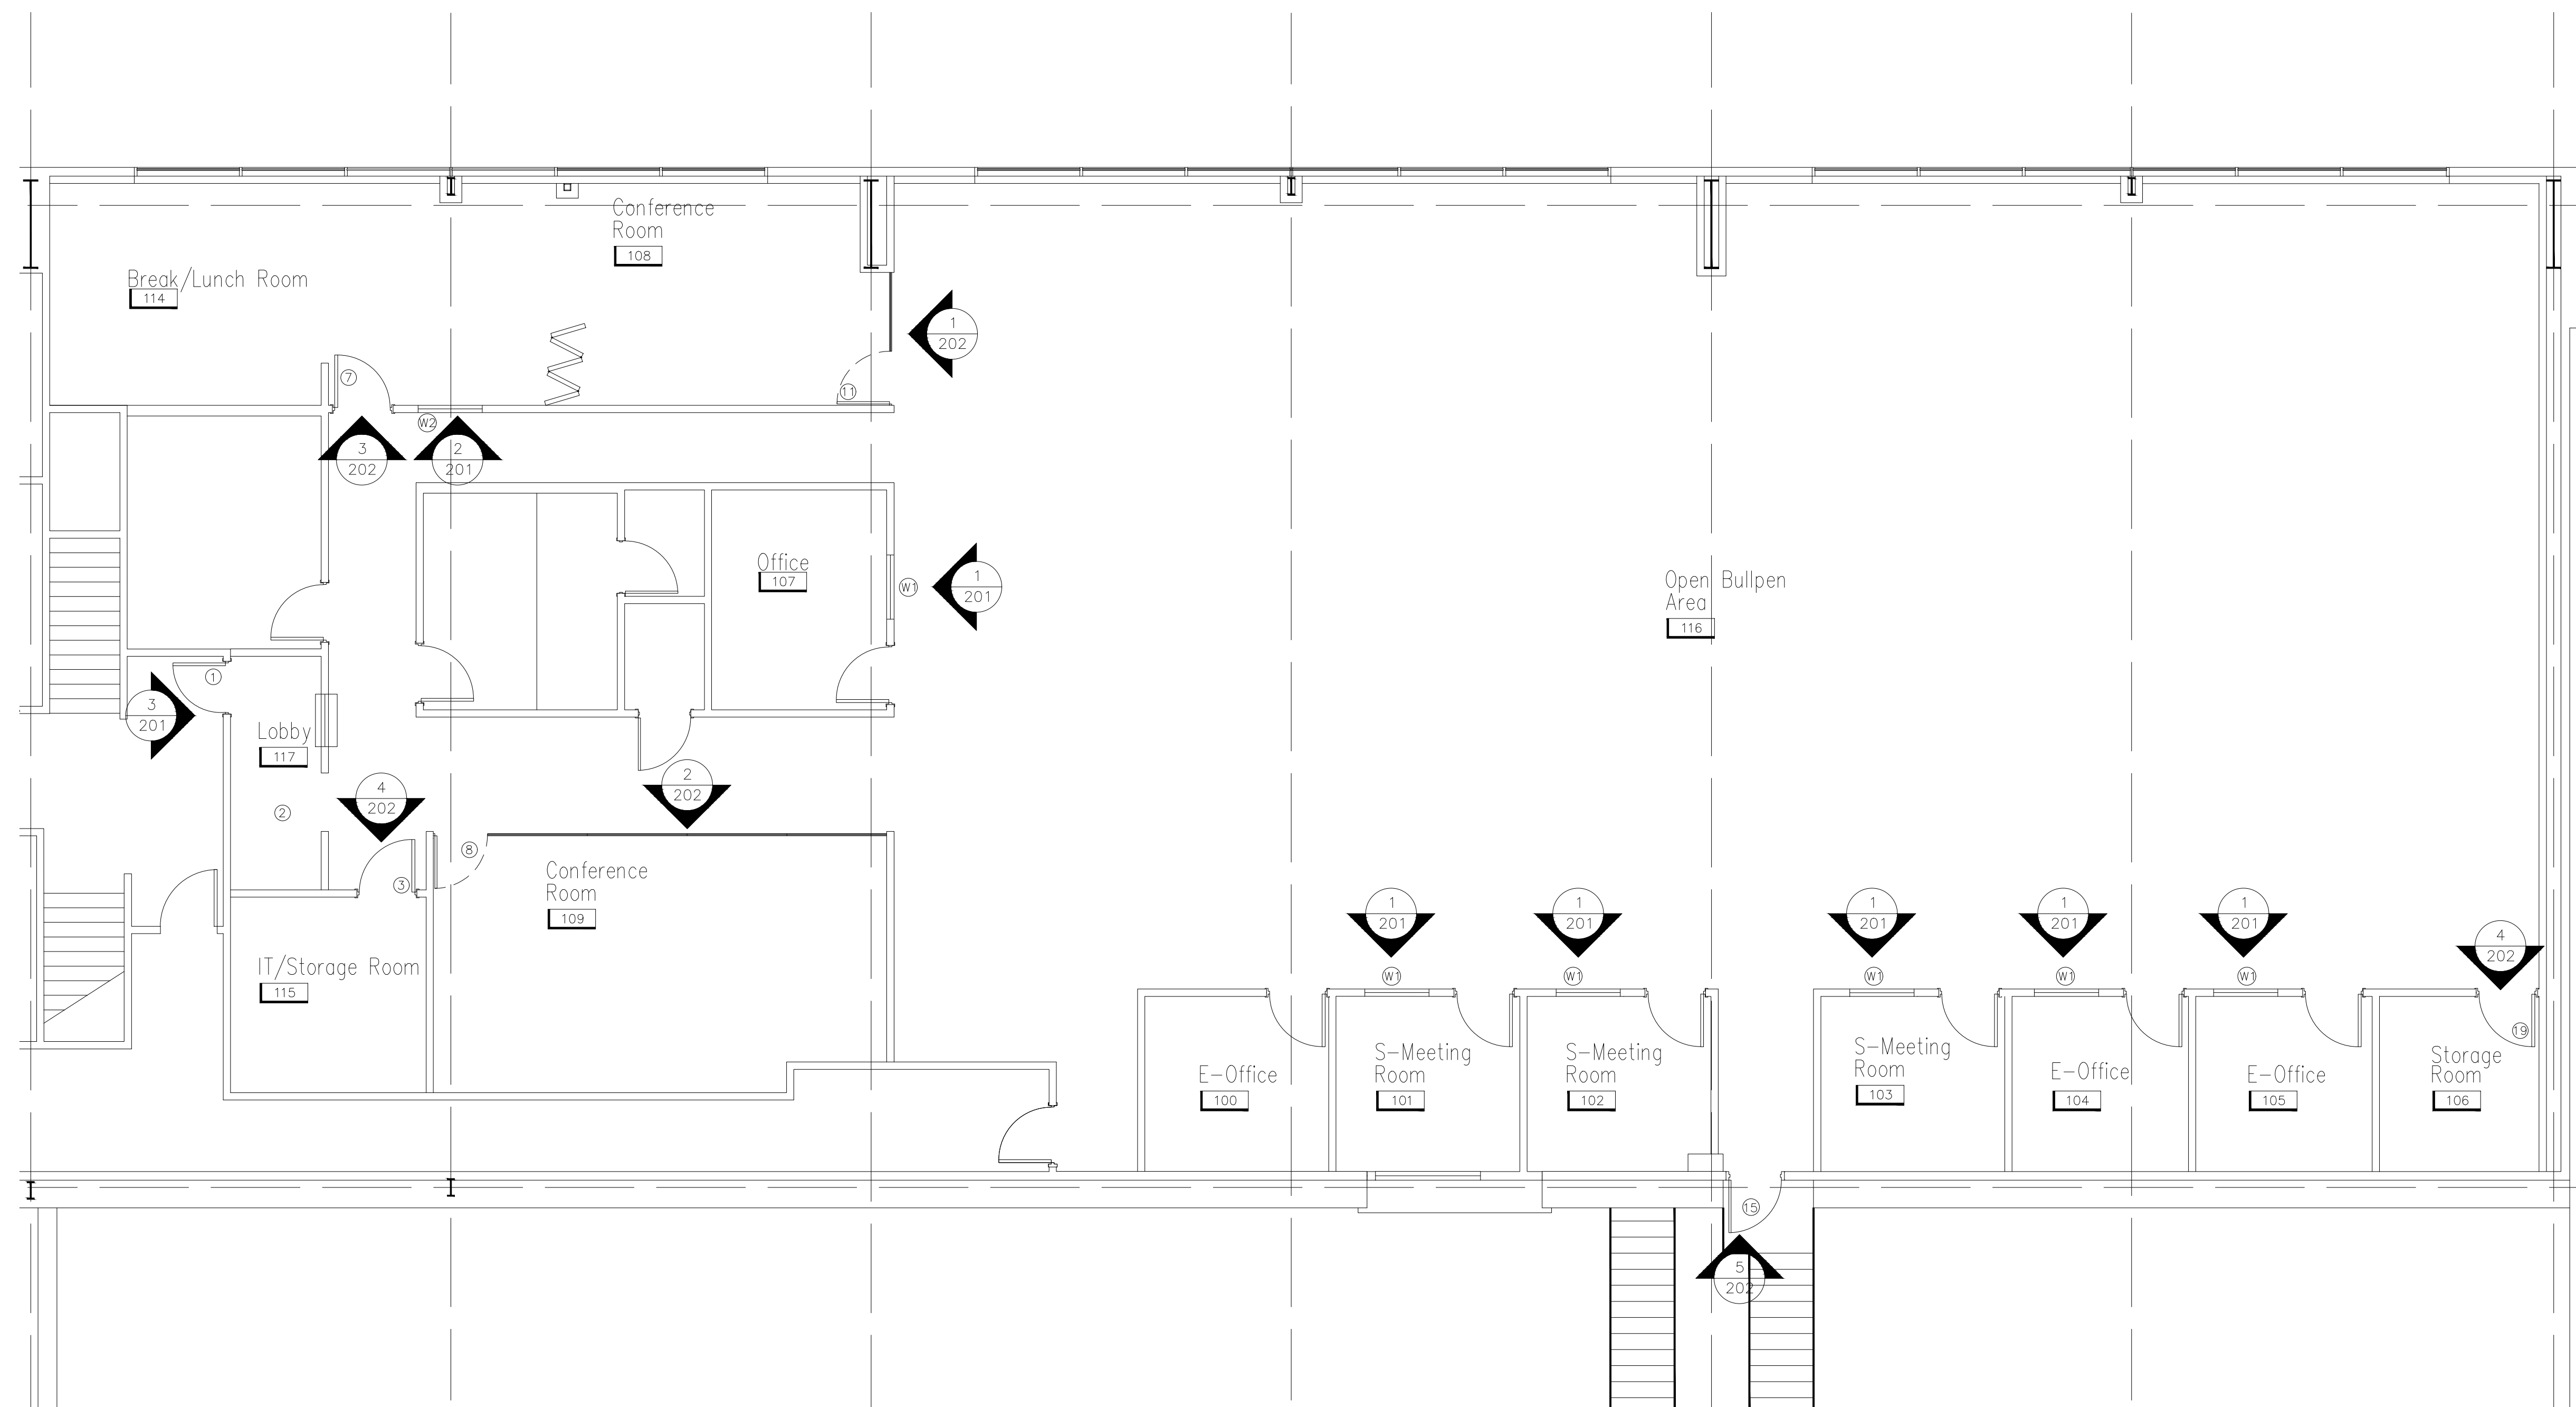 Conference
Room
108
Break/Lunch Room
114
1
202
7
11
W2
3
202
2
201
Office
107
W1
1
201
Open Bullpen
Area
116
1
3
201
Lobby
117
2
4
202
2
202
8
3
Conference
Room
109
IT/Storage Room
115
1
201
1
201
1
201
1
201
1
201
4
202
W1
W1
W1
W1
W1
19
E-Office
100
S-Meeting
Room
101
S-Meeting
Room
102
S-Meeting
Room
103
E-Office
104
E-Office
105
Storage
Room
106
15
5
202